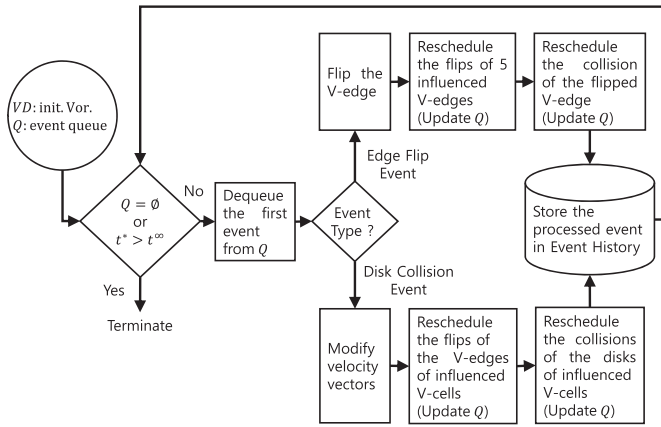 VD: init. Vor.
Q: event queue
Q = ∅
or
t* > t∞
No
Yes
Terminate
Dequeue
the first
event
from Q
Event
Type ?
Edge Flip
Event
Disk Collision
Event
Flip the
V-edge
Reschedule
the flips of 5
influenced
V-edges
(Update Q)
Reschedule
the collision
of the flipped
V-edge
(Update Q)
Store the
processed event
in Event History
Modify
velocity
vectors
Reschedule
the flips of
the V-edges
of influenced
V-cells
(Update Q)
Reschedule
the collisions
of the disks
of influenced
V-cells
(Update Q)